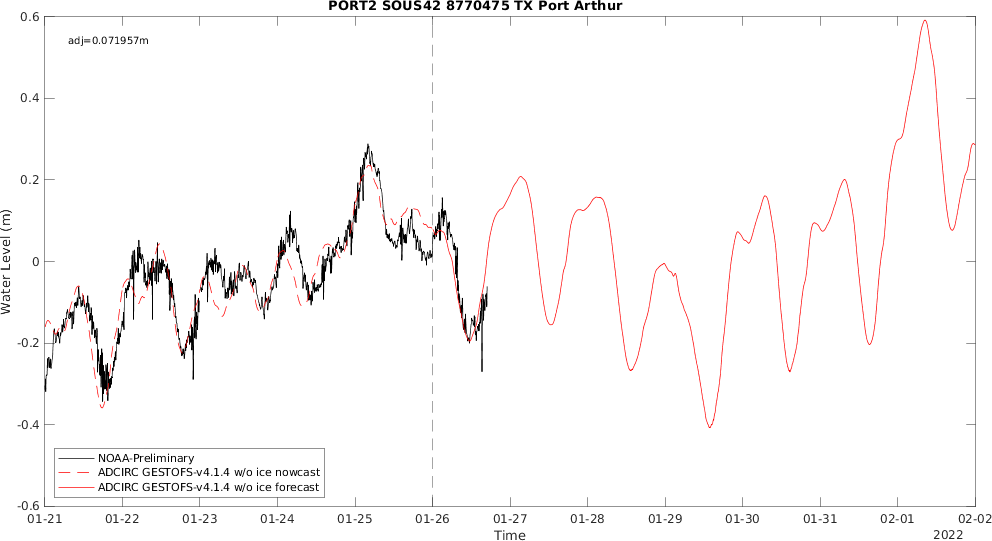 PORT2 SOUS42 8770475 TX Port Arthur
adj=0.071957m
0.6
0.4
0.2
0
-0.2
-0.4
-0.6
Water Level (m)
NOAA-Preliminary
ADCIRC GESTOFS-v4.1.4 w/o ice nowcast
ADCIRC GESTOFS-v4.1.4 w/o ice forecast
01-21 01-22 01-23 01-24 01-25 01-26 01-27 01-28 01-29 01-30 01-31 02-01 02-02
Time
2022